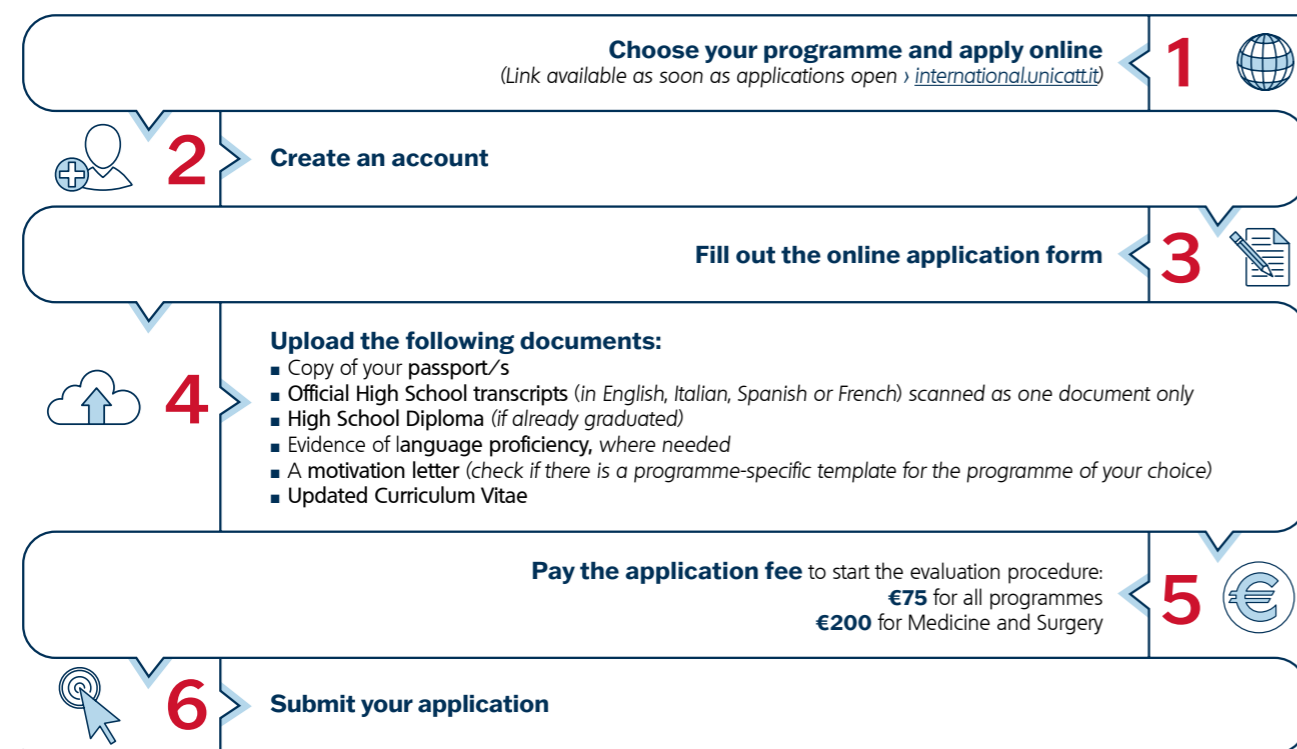 Choose your programme and apply online
(Link available as soon as applications open › international.unicatt.it)
1
2
Create an account
Fill out the online application form
3
4
Upload the following documents:
■ Copy of your passport/s
■ Official High School transcripts (in English, Italian, Spanish or French) scanned as one document only
■ High School Diploma (if already graduated)
■ Evidence of language proficiency, where needed
■ A motivation letter (check if there is a programme-specific template for the programme of your choice)
■ Updated Curriculum Vitae
Pay the application fee to start the evaluation procedure:
€75 for all programmes
€200 for Medicine and Surgery
5
€
6
Submit your application